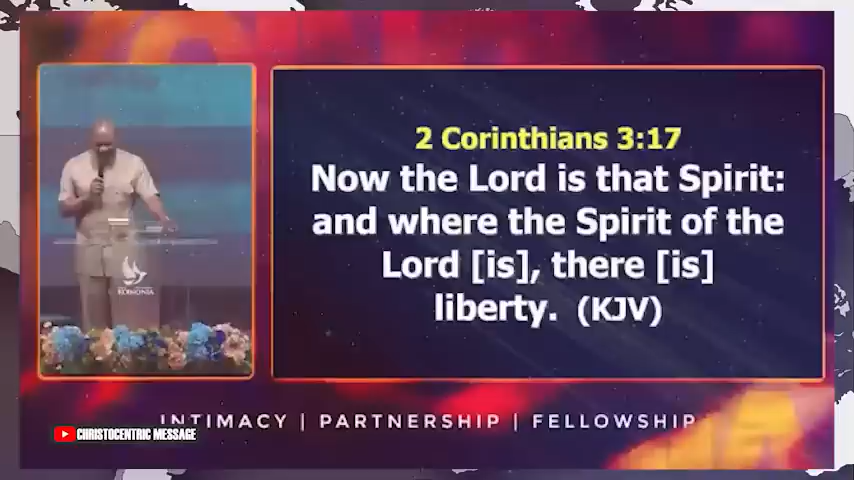 2 Corinthians 3:17
Now the Lord is that Spirit:
and where the Spirit of the
Lord [is], there [is]
liberty. (KJV)
KOINONIA
INTIMACY | PARTNERSHIP | FELLOWSHIP
CHRISTOCENTRIC MESSAGE